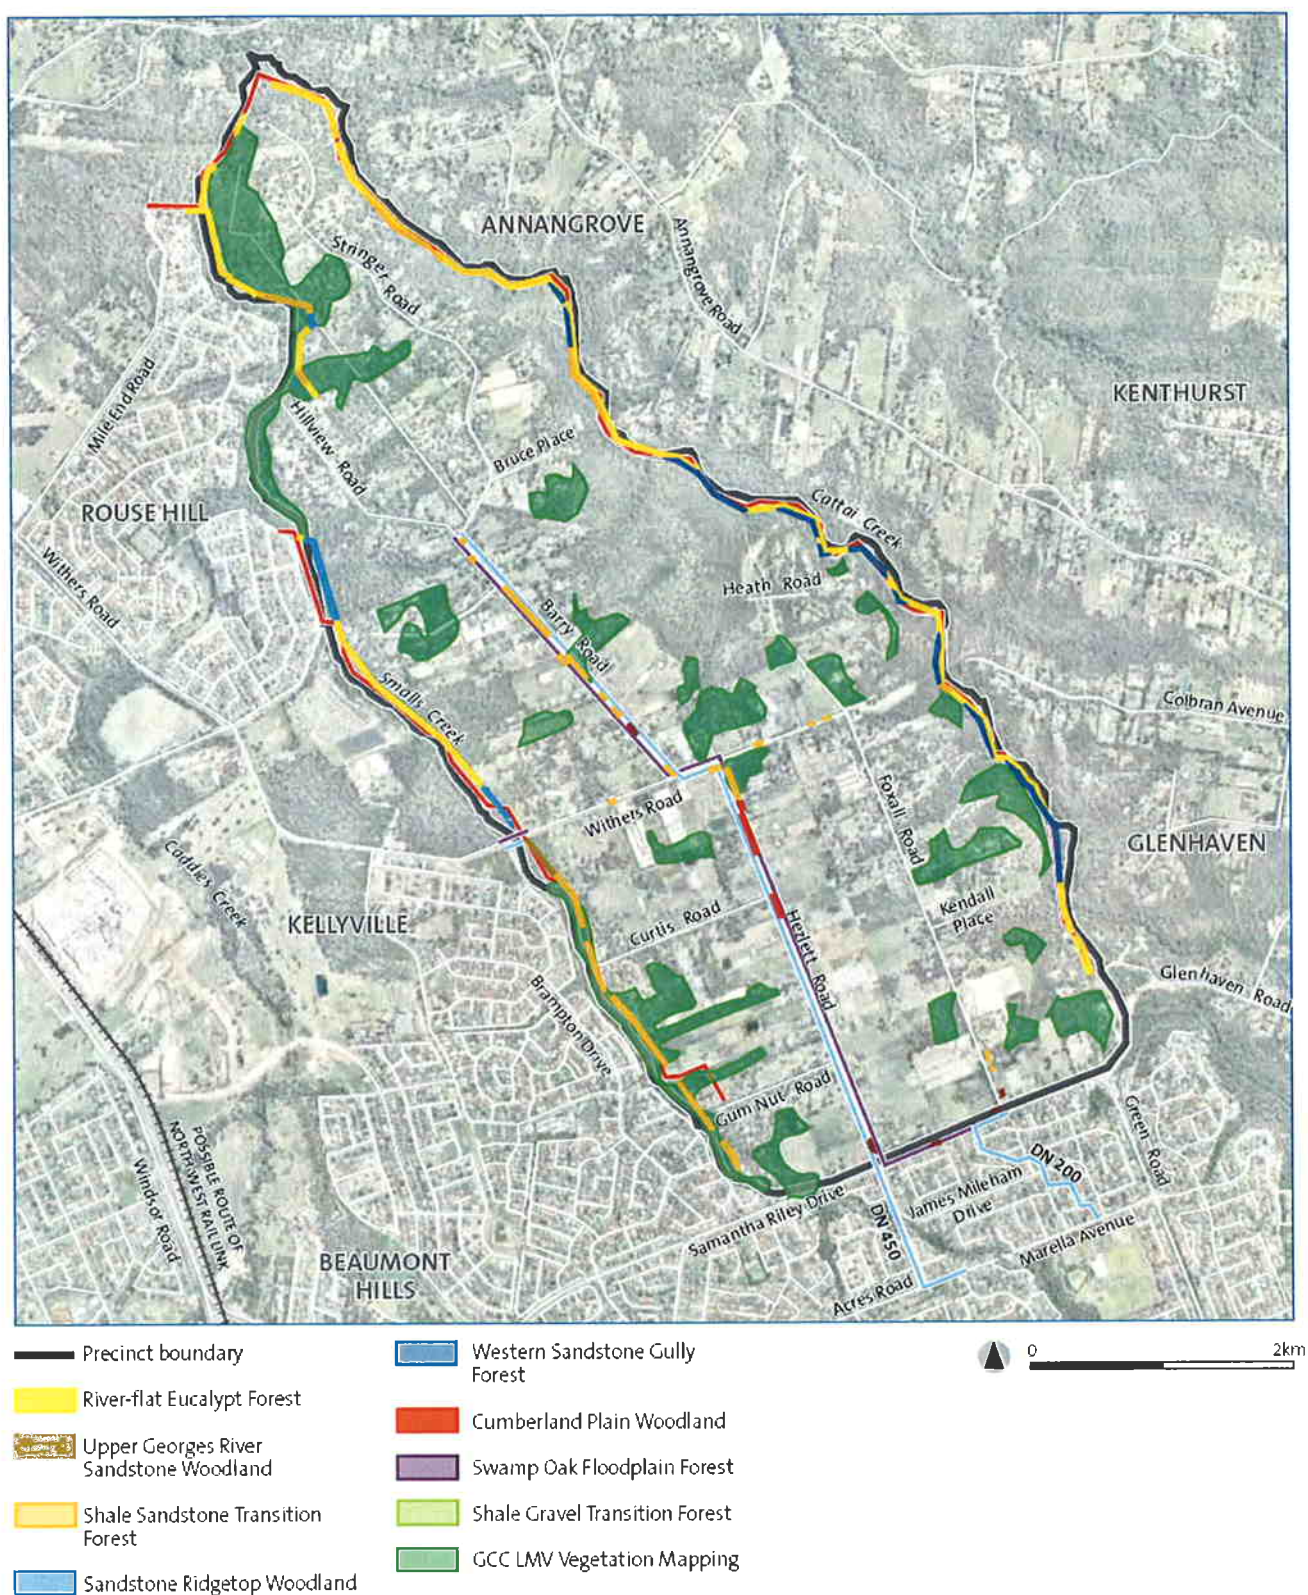 ANNANGROVE
Annangrove Road
Stringer Road
KENTHURST
Mile End Road
Hillview Road
Bruce Place
ROUSE HILL
Cattai Creek
Withers Road
Heath Road
Barry Road
Smalls Creek
Colbran Avenue
Foxall Road
Withers Road
GLENHAVEN
Caddies Creek
KELLYVILLE
Kendall
Place
Curtis Road
Hezlett Road
Glenhaven Road
Brampton Drive
Gum Nut Road
Green Road
POSSIBLE ROUTE OF
NORTH WEST RAIL LINK
Windsor Road
DN 200
James Mileham
Drive
Samantha Riley Drive
DN 450
Marella Avenue
BEAUMONT
HILLS
Acres Road
Precinct boundary
River-flat Eucalypt Forest
Upper Georges River
Sandstone Woodland
Shale Sandstone Transition
Forest
Sandstone Ridgetop Woodland
Western Sandstone Gully
Forest
Cumberland Plain Woodland
Swamp Oak Floodplain Forest
Shale Gravel Transition Forest
GCC LMV Vegetation Mapping
0 2km